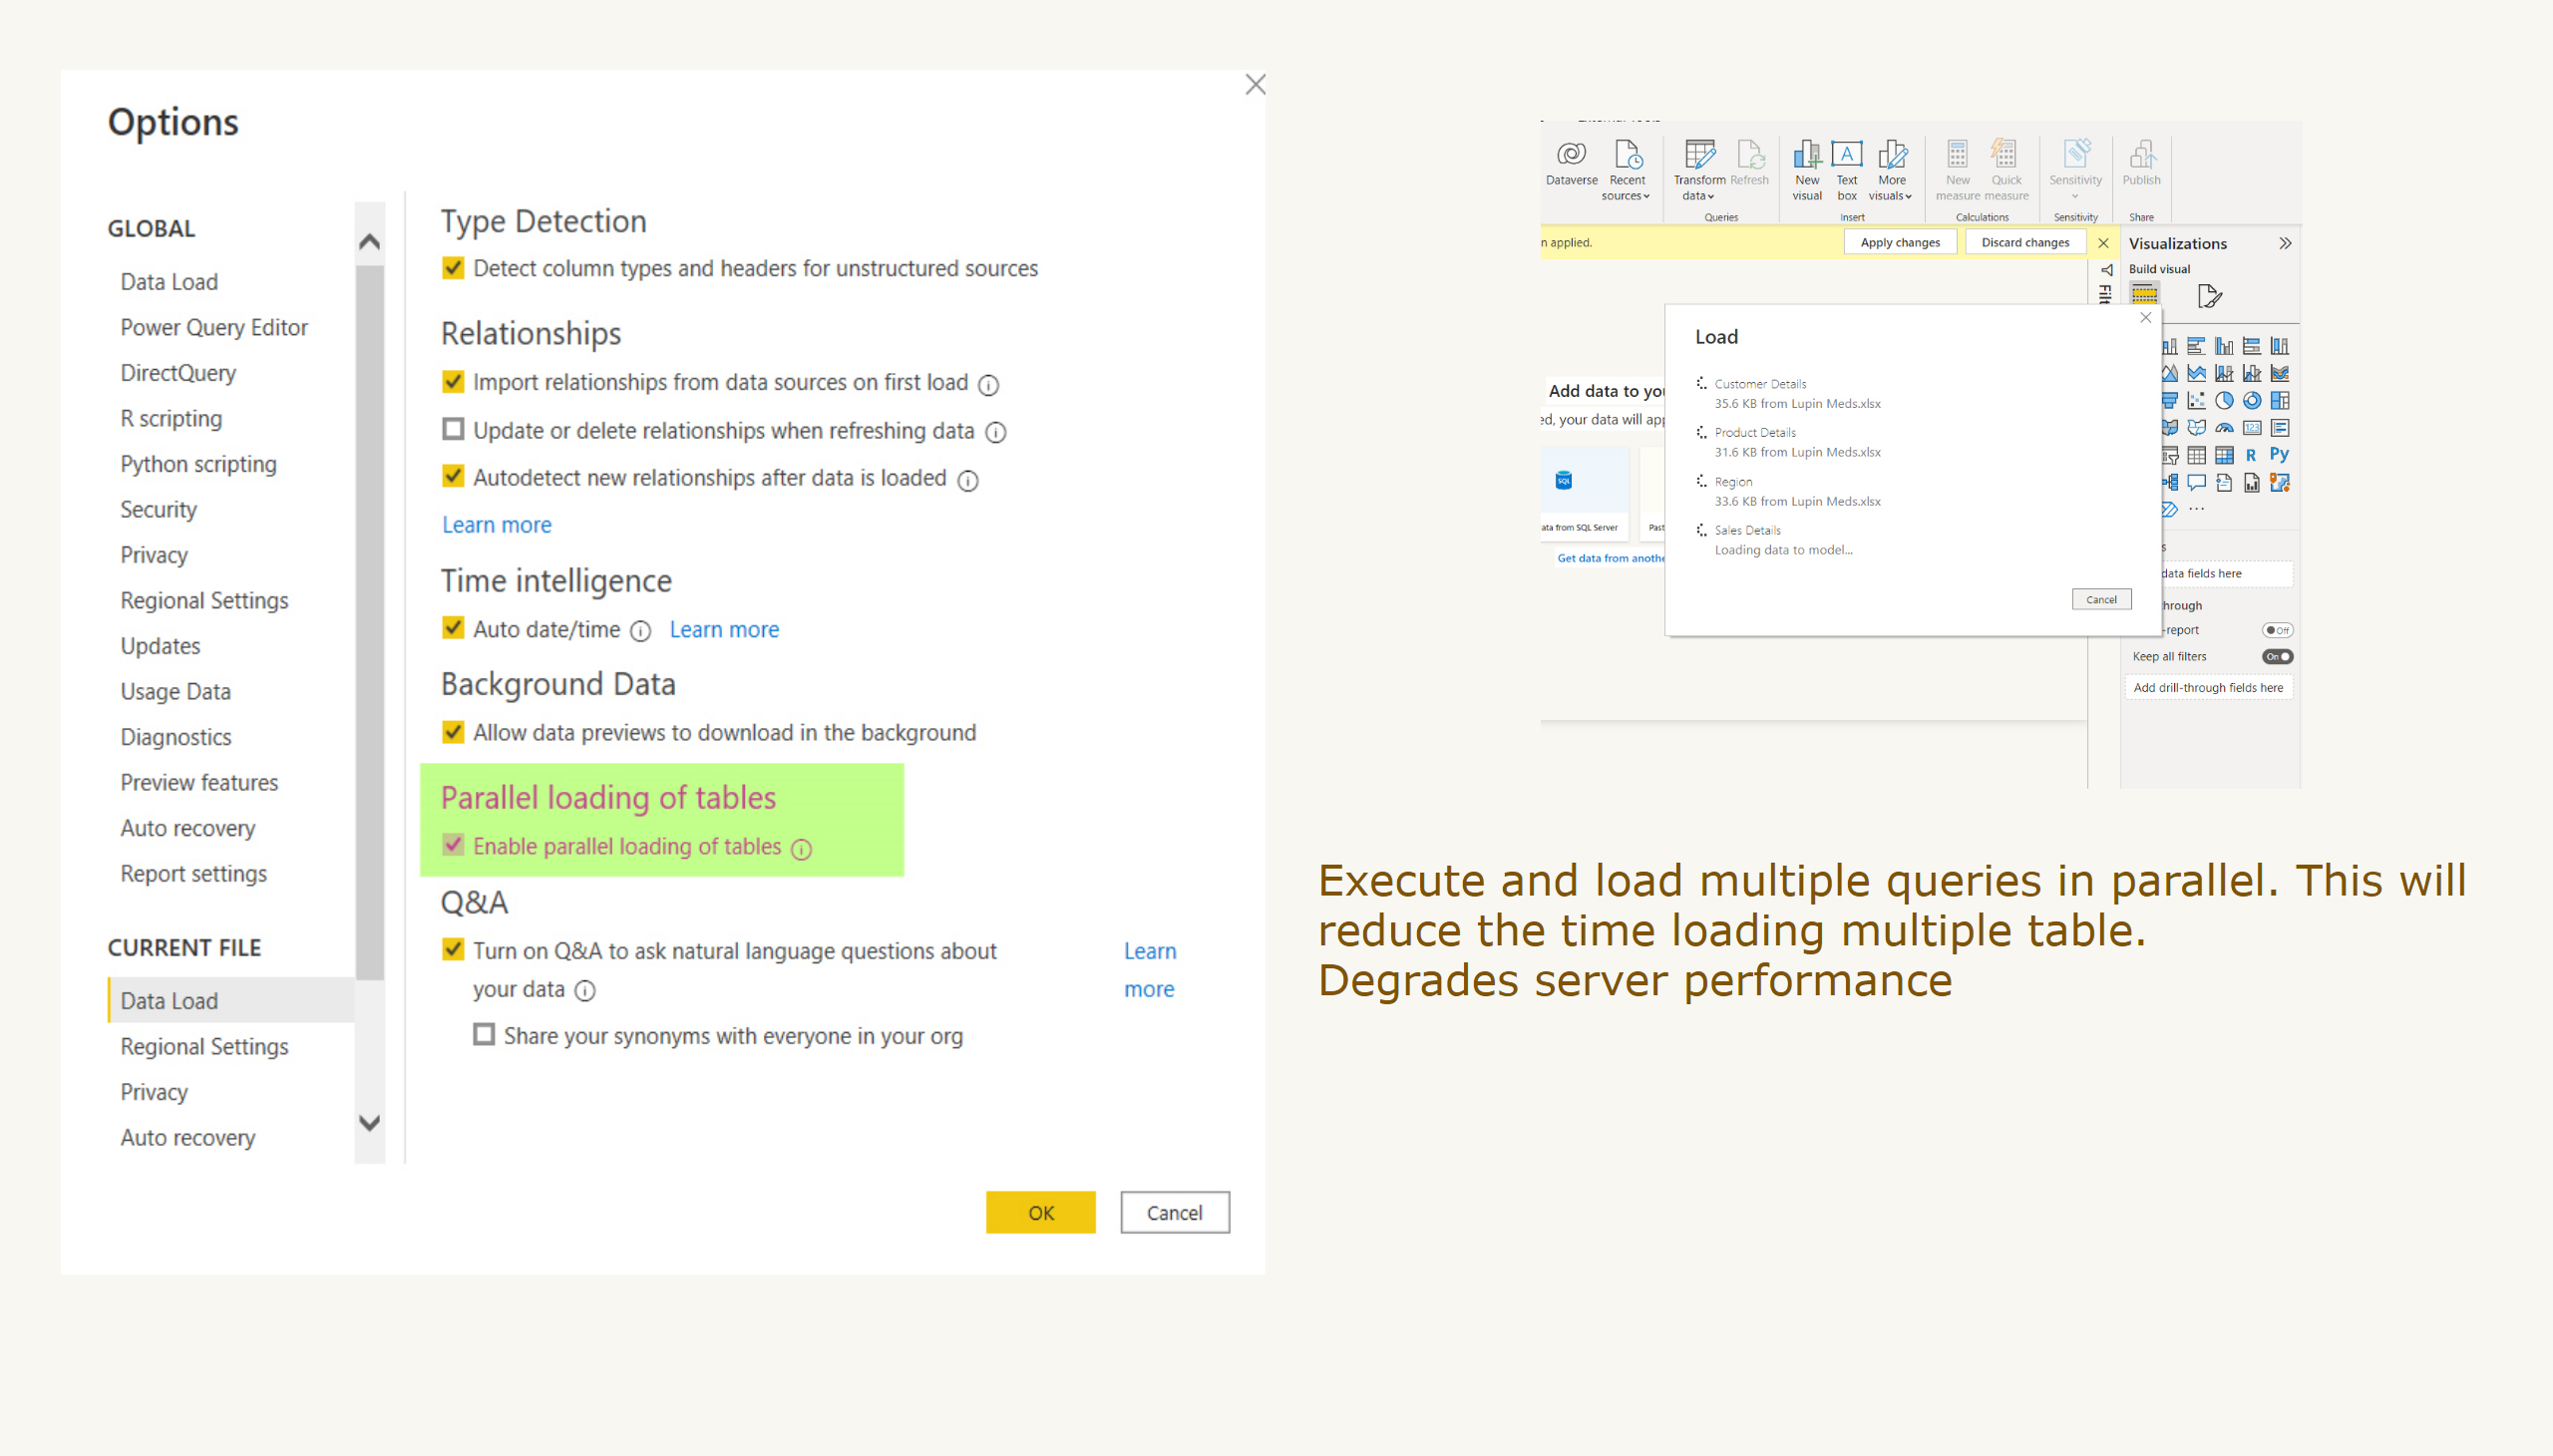 Options
GLOBAL
Data Load
Power Query Editor
DirectQuery
R scripting
Python scripting
Security
Privacy
Regional Settings
Updates
Usage Data
Diagnostics
Preview features
Auto recovery
Report settings
CURRENT FILE
Data Load
Regional Settings
Privacy
Auto recovery
Type Detection
Detect column types and headers for unstructured sources
Relationships
Import relationships from data sources on first load
Update or delete relationships when refreshing data
Autodetect new relationships after data is loaded
Learn more
Time intelligence
Auto date/time Learn more
Background Data
Allow data previews to download in the background
Parallel loading of tables
Enable parallel loading of tables
Q&A
Turn on Q&A to ask natural language questions about
your data
Learn
more
Share your synonyms with everyone in your org
OK Cancel
Dataverse
Recent
sources
Transform
data
Refresh
Queries
New
visual
Text
box
More
visuals
Insert
New
measure
Quick
measure
Calculations
Sensitivity
Sensitivity
Publish
Share
n applied.
Apply changes
Discard changes
Visualizations
Build visual
Filt
Add data to you
ed, your data will app
SQL
ata from SQL Server
Past
Get data from anothe
Load
Customer Details
35.6 KB from Lupin Meds.xlsx
Product Details
31.6 KB from Lupin Meds.xlsx
Region
33.6 KB from Lupin Meds.xlsx
Sales Details
Loading data to model...
Cancel
123
R
Py
s
data fields here
hrough
-report
Off
Keep all filters
On
Add drill-through fields here
Execute and load multiple queries in parallel. This will
reduce the time loading multiple table.
Degrades server performance